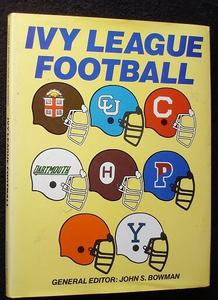 IVY LEAGUE
FOOTBALL
CU
C
DARTMOUTH
H
P
Y
GENERAL EDITOR: JOHN S. BOWMAN